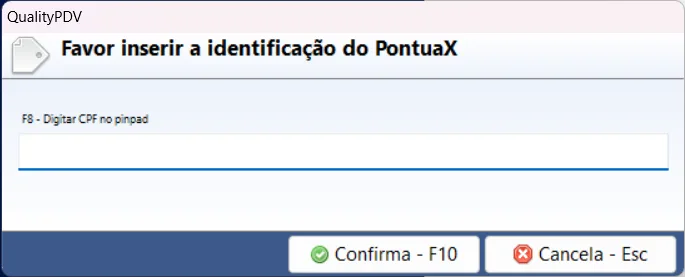 QualityPDV
Favor inserir a identificação do PontuaX
F8 - Digitar CPF no pinpad
Confirma - F10
Cancela - Esc